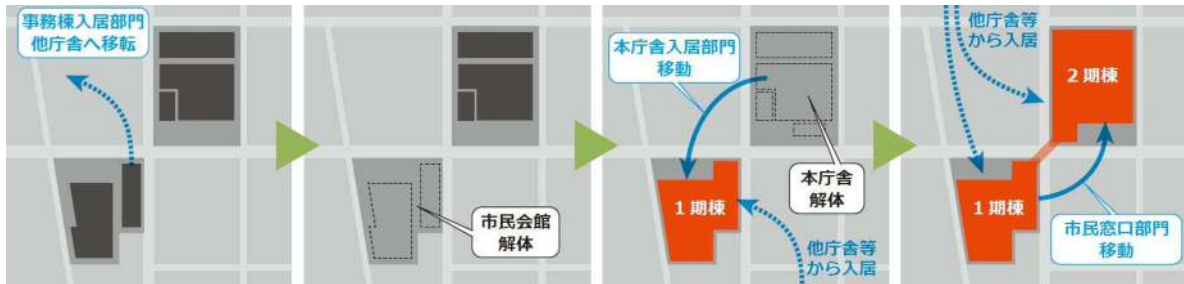 事務棟入居部門
他庁舎へ移転
市民会館
解体
本庁舎入居部門
移動
本庁舎
解体
1期棟
他庁舎等
から入居
他庁舎等
から入居
2期棟
1期棟
市民窓口部門
移動